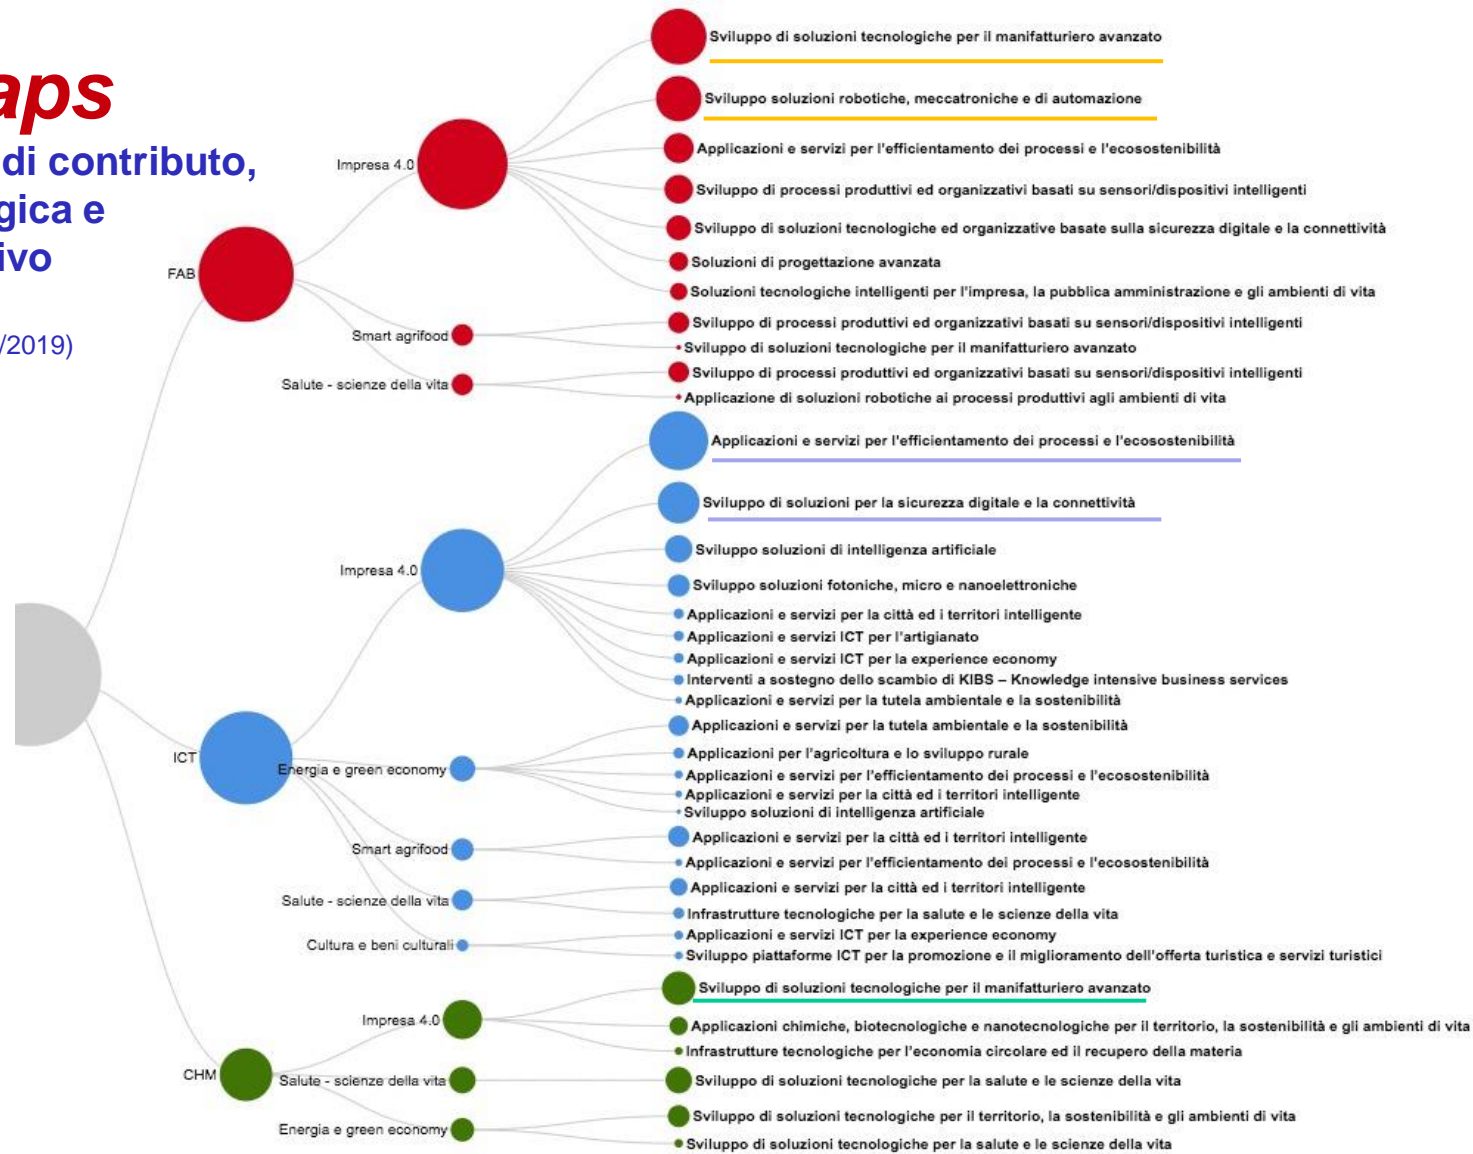 aps
di contributo,
gica e
ivo
/2019)
FAB
Impresa 4.0
Sviluppo di soluzioni tecnologiche per il manifatturiero avanzato
Sviluppo soluzioni robotiche, meccatroniche e di automazione
Applicazioni e servizi per l'efficientamento dei processi e l'ecosostenibilità
Sviluppo di processi produttivi ed organizzativi basati su sensori/dispositivi intelligenti
Sviluppo di soluzioni tecnologiche ed organizzative basate sulla sicurezza digitale e la connettività
Soluzioni di progettazione avanzata
Soluzioni tecnologiche intelligenti per l'impresa, la pubblica amministrazione e gli ambienti di vita
Smart agrifood
Sviluppo di processi produttivi ed organizzativi basati su sensori/dispositivi intelligenti
Sviluppo di soluzioni tecnologiche per il manifatturiero avanzato
Salute - scienze della vita
Sviluppo di processi produttivi ed organizzativi basati su sensori/dispositivi intelligenti
Applicazione di soluzioni robotiche ai processi produttivi agli ambienti di vita
ICT
Impresa 4.0
Applicazioni e servizi per l'efficientamento dei processi e l'ecosostenibilità
Sviluppo di soluzioni per la sicurezza digitale e la connettività
Sviluppo soluzioni di intelligenza artificiale
Sviluppo soluzioni fotoniche, micro e nanoelettroniche
Applicazioni e servizi per la città ed i territori intelligente
Applicazioni e servizi ICT per l'artigianato
Applicazioni e servizi ICT per la experience economy
Interventi a sostegno dello scambio di KIBS – Knowledge intensive business services
Applicazioni e servizi per la tutela ambientale e la sostenibilità
Energia e green economy
Applicazioni e servizi per la tutela ambientale e la sostenibilità
Applicazioni per l'agricoltura e lo sviluppo rurale
Applicazioni e servizi per l'efficientamento dei processi e l'ecosostenibilità
Applicazioni e servizi per la città ed i territori intelligente
Sviluppo soluzioni di intelligenza artificiale
Smart agrifood
Applicazioni e servizi per la città ed i territori intelligente
Applicazioni e servizi per l'efficientamento dei processi e l'ecosostenibilità
Salute - scienze della vita
Applicazioni e servizi per la città ed i territori intelligente
Infrastrutture tecnologiche per la salute e le scienze della vita
Cultura e beni culturali
Applicazioni e servizi ICT per la experience economy
Sviluppo piattaforme ICT per la promozione e il miglioramento dell'offerta turistica e servizi turistici
CHM
Impresa 4.0
Sviluppo di soluzioni tecnologiche per il manifatturiero avanzato
Applicazioni chimiche, biotecnologiche e nanotecnologiche per il territorio, la sostenibilità e gli ambienti di vita
Infrastrutture tecnologiche per l'economia circolare ed il recupero della materia
Salute - scienze della vita
Sviluppo di soluzioni tecnologiche per la salute e le scienze della vita
Energia e green economy
Sviluppo di soluzioni tecnologiche per il territorio, la sostenibilità e gli ambienti di vita
Sviluppo di soluzioni tecnologiche per la salute e le scienze della vita